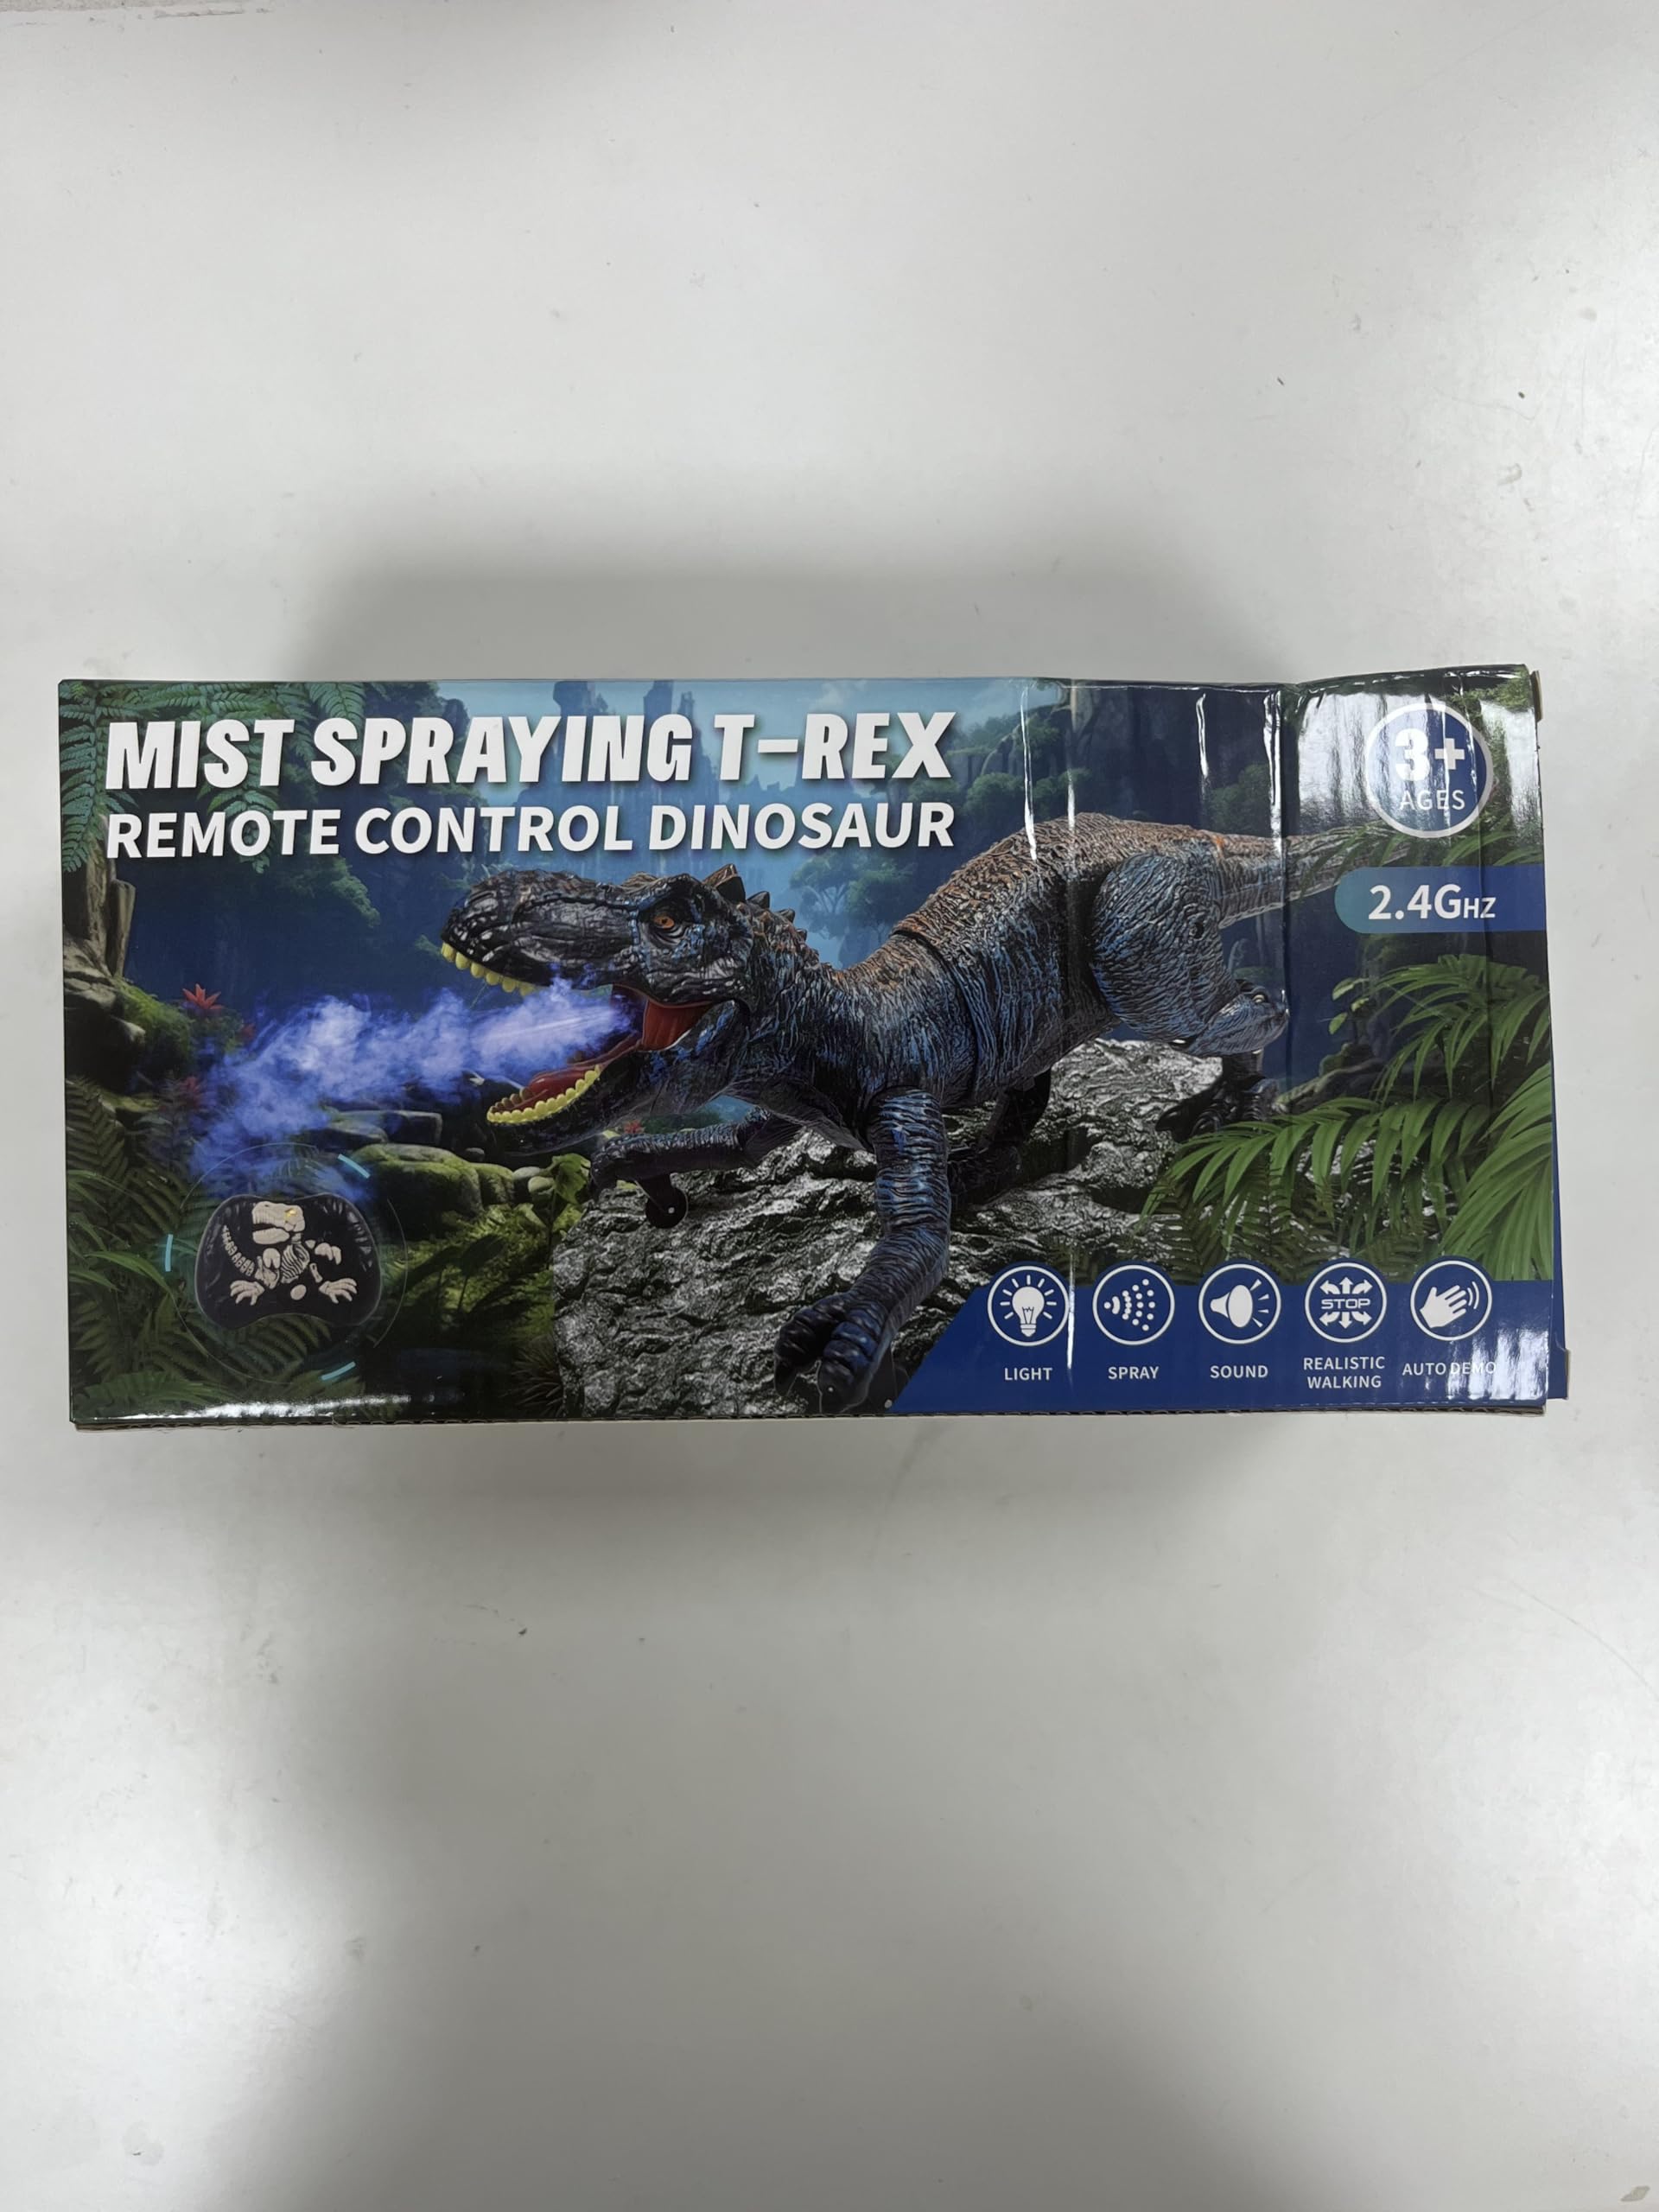 MIST SPRAYING T-REX
REMOTE CONTROL DINOSAUR
3+
AGES
2.4GHZ
LIGHT
SPRAY
SOUND
STOP
REALISTIC
WALKING
AUTO DEMO